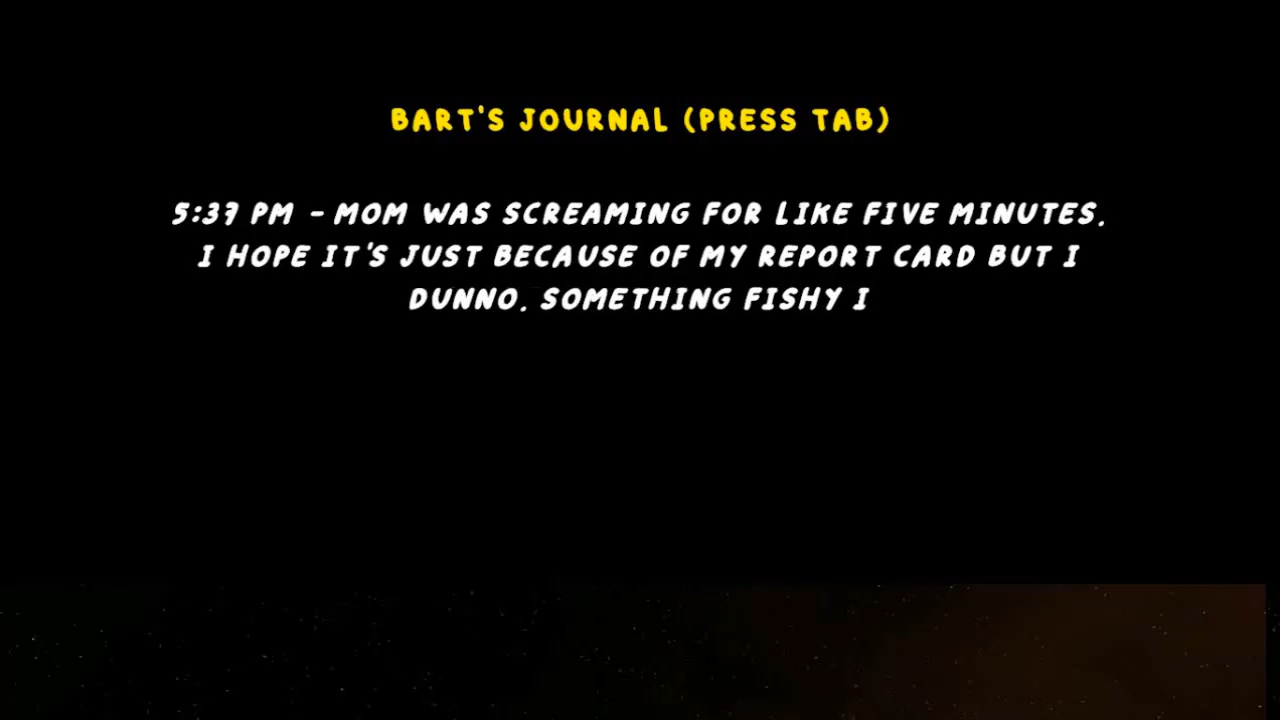 BART'S JOURNAL (PRESS TAB)
5:37 PM - MOM WAS SCREAMING FOR LIKE FIVE MINUTES.
I HOPE IT'S JUST BECAUSE OF MY REPORT CARD BUT I
DUNNO. SOMETHING FISHY I